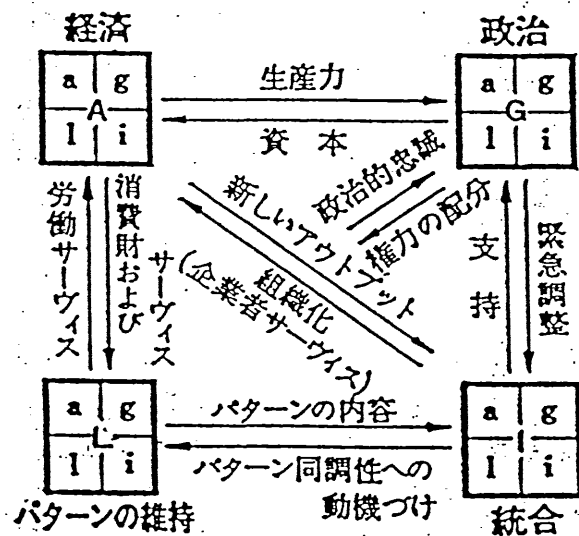 経済
政治
a g
A
l i
a g
G
l i
生産力
資本
新しいアウトプット
組織化
(企業者サーヴィス)
政治的忠誠
権力の配分
労働サーヴィス
消費財および
サーヴィス
支持
緊急調整
a g
L
l i
a g
I
l i
パターンの内容
パターン同調性への
動機づけ
パターンの維持
統合